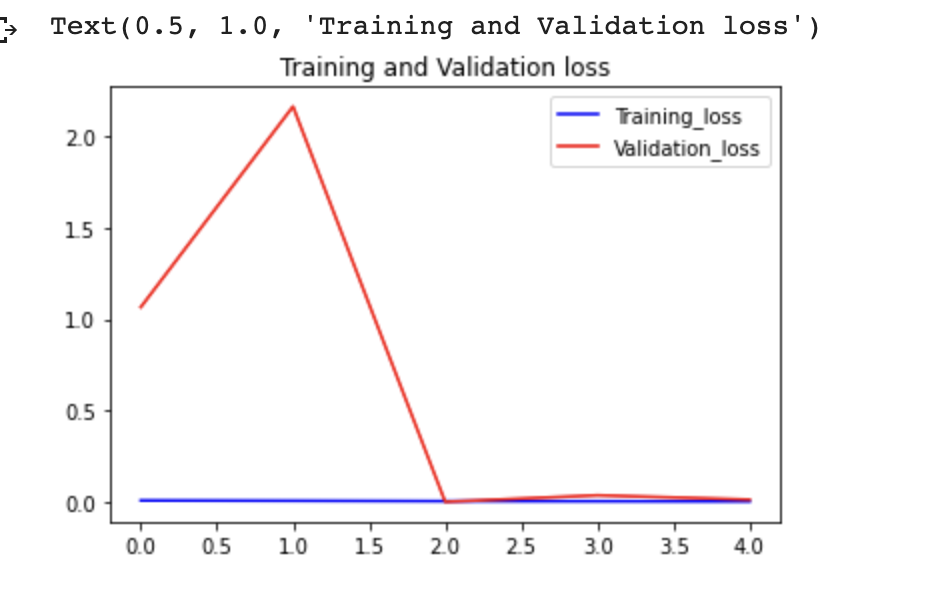 Text(0.5, 1.0, 'Training and Validation loss')
Training and Validation loss
Training_loss
Validation_loss
2.0
1.5
1.0
0.5
0.0
0.0 0.5 1.0 1.5 2.0 2.5 3.0 3.5 4.0